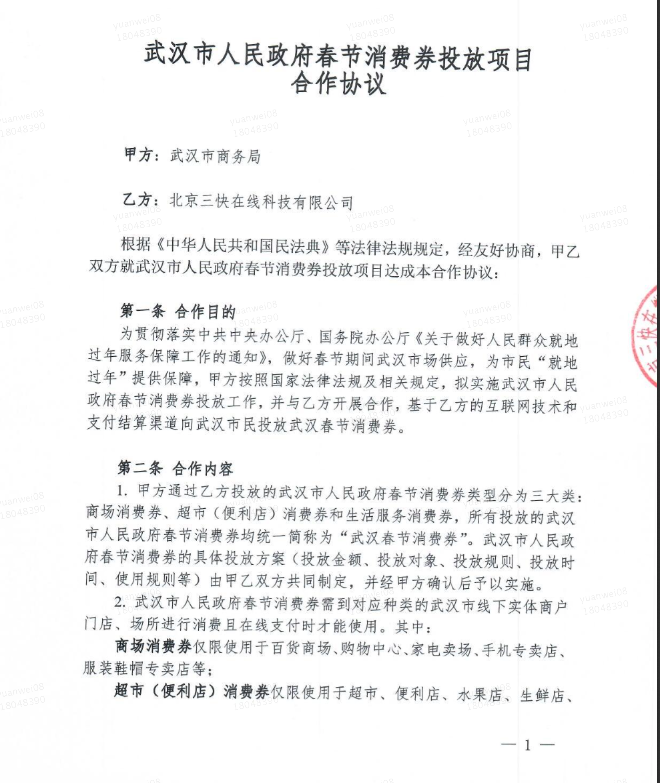 武汉市人民政府春节消费券投放项目
合作协议
甲方：武汉市商务局
乙方：北京三快在线科技有限公司
根据《中华人民共和国民法典》等法律法规规定，经友好协商，甲乙
双方就武汉市人民政府春节消费券投放项目达成本合作协议：
第一条 合作目的
为贯彻落实中共中央办公厅、国务院办公厅《关于做好人民群众就地
过年服务保障工作的通知》，做好春节期间武汉市场供应，为市民“就地
过年”提供保障，甲方按照国家法律法规及相关规定，拟实施武汉市人民
政府春节消费券投放工作，并与乙方开展合作，基于乙方的互联网技术和
支付结算渠道向武汉市民投放武汉春节消费券。
第二条 合作内容
1. 甲方通过乙方投放的武汉市人民政府春节消费券类型分为三大类：
商场消费券、超市（便利店）消费券和生活服务消费券，所有投放的武汉
市人民政府春节消费券均统一简称为“武汉春节消费券”。武汉市人民政
府春节消费券的具体投放方案（投放金额、投放对象、投放规则、投放时
间、使用规则等）由甲乙双方共同制定，并经甲方确认后予以实施。
2. 武汉市人民政府春节消费券需到对应种类的武汉市线下实体商户
门店、场所进行消费且在线支付时才能使用。其中：
商场消费券仅限使用于百货商场、购物中心、家电卖场、手机专卖店、
服装鞋帽专卖店等；
超市（便利店）消费券仅限使用于超市、便利店、水果店、生鲜店、
— 1 —
yuanwei08
18048390